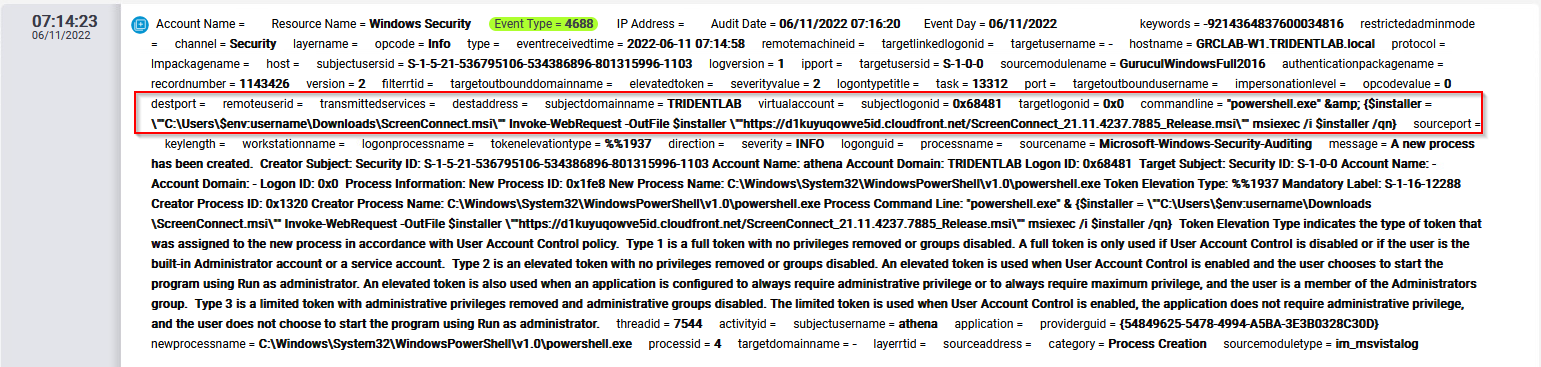 07:14:23
06/11/2022
Account Name = Resource Name = Windows Security Event Type = 4688 IP Address = Audit Date = 06/11/2022 07:16:20 Event Day = 06/11/2022 keywords = -9214364837600034816 restrictedadminmode
= channel = Security layername = opcode = Info type = eventreceivedtime = 2022-06-11 07:14:58 remotemachineid = targetlinkedlogonid = targetusername = - hostname = GRCLAB-W1.TRIDENTLAB.local protocol =
lmpackagename = host = subjectusersid = S-1-5-21-536795106-534386896-801315996-1103 logversion = 1 ipport = targetusersid = S-1-0-0 sourcemodulename = GuruculWindowsFull2016 authenticationpackagename =
recordnumber = 1143426 version = 2 filterrtid = targetoutbounddomainname = elevatedtoken = severityvalue = 2 logontypetitle = task = 13312 port = targetoutboundusername = impersonationlevel = opcodevalue = 0
destport = remoteuserid = transmittedservices = destaddress = subjectdomainname = TRIDENTLAB virtualaccount = subjectlogonid = 0x68481 targetlogonid = 0x0 commandline = "powershell.exe" &amp; {$installer =
\""C:\Users\$env:username\Downloads\ScreenConnect.msi\"" Invoke-WebRequest -OutFile $installer \""https://d1kuyuqowve5id.cloudfront.net/ScreenConnect_21.11.4237.7885_Release.msi\"" msiexec /i $installer /qn} sourceport =
keylength = workstationname = logonprocessname = tokenelevationtype = %%1937 direction = severity = INFO logonguid = processname = sourcename = Microsoft-Windows-Security-Auditing message = A new process
has been created. Creator Subject: Security ID: S-1-5-21-536795106-534386896-801315996-1103 Account Name: athena Account Domain: TRIDENTLAB Logon ID: 0x68481 Target Subject: Security ID: S-1-0-0 Account Name: -
Account Domain: - Logon ID: 0x0 Process Information: New Process ID: 0x1fe8 New Process Name: C:\Windows\System32\WindowsPowerShell\v1.0\powershell.exe Token Elevation Type: %%1937 Mandatory Label: S-1-16-12288
Creator Process ID: 0x1320 Creator Process Name: C:\Windows\System32\WindowsPowerShell\v1.0\powershell.exe Process Command Line: "powershell.exe" & {$installer = \""C:\Users\$env:username\Downloads
\ScreenConnect.msi\"" Invoke-WebRequest -OutFile $installer \""https://d1kuyuqowve5id.cloudfront.net/ScreenConnect_21.11.4237.7885_Release.msi\"" msiexec /i $installer /qn} Token Elevation Type indicates the type of token that
was assigned to the new process in accordance with User Account Control policy. Type 1 is a full token with no privileges removed or groups disabled. A full token is only used if User Account Control is disabled or if the user is the
built-in Administrator account or a service account. Type 2 is an elevated token with no privileges removed or groups disabled. An elevated token is used when User Account Control is enabled and the user chooses to start the
program using Run as administrator. An elevated token is also used when an application is configured to always require administrative privilege or to always require maximum privilege, and the user is a member of the Administrators
group. Type 3 is a limited token with administrative privileges removed and administrative groups disabled. The limited token is used when User Account Control is enabled, the application does not require administrative privilege,
and the user does not choose to start the program using Run as administrator. threadid = 7544 activityid = subjectusername = athena application = providerguid = {54849625-5478-4994-A5BA-3E3B0328C30D}
newprocessname = C:\Windows\System32\WindowsPowerShell\v1.0\powershell.exe processid = 4 targetdomainname = - layerrtid = sourceaddress = category = Process Creation sourcemoduletype = im_msvistalog